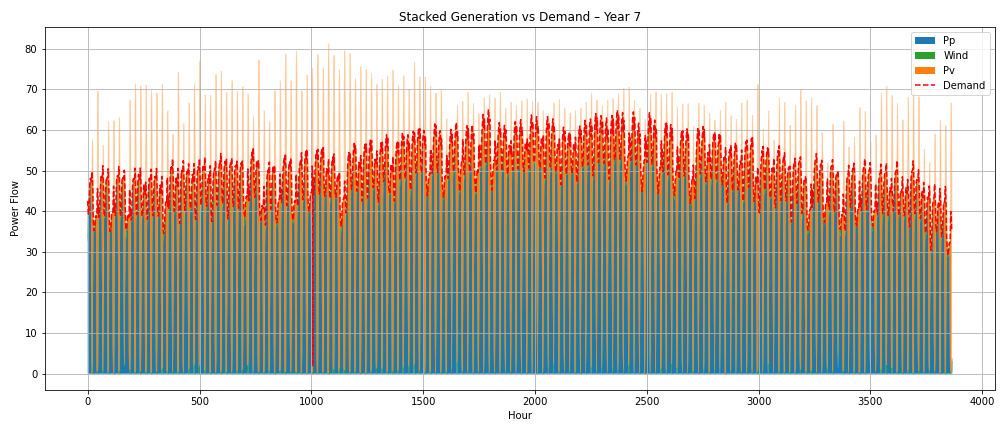 Stacked Generation vs Demand – Year 7
Power Flow
80
70
60
50
40
30
20
10
0
Pp
Wind
Pv
Demand
0
500
1000
1500
2000
2500
3000
3500
4000
Hour